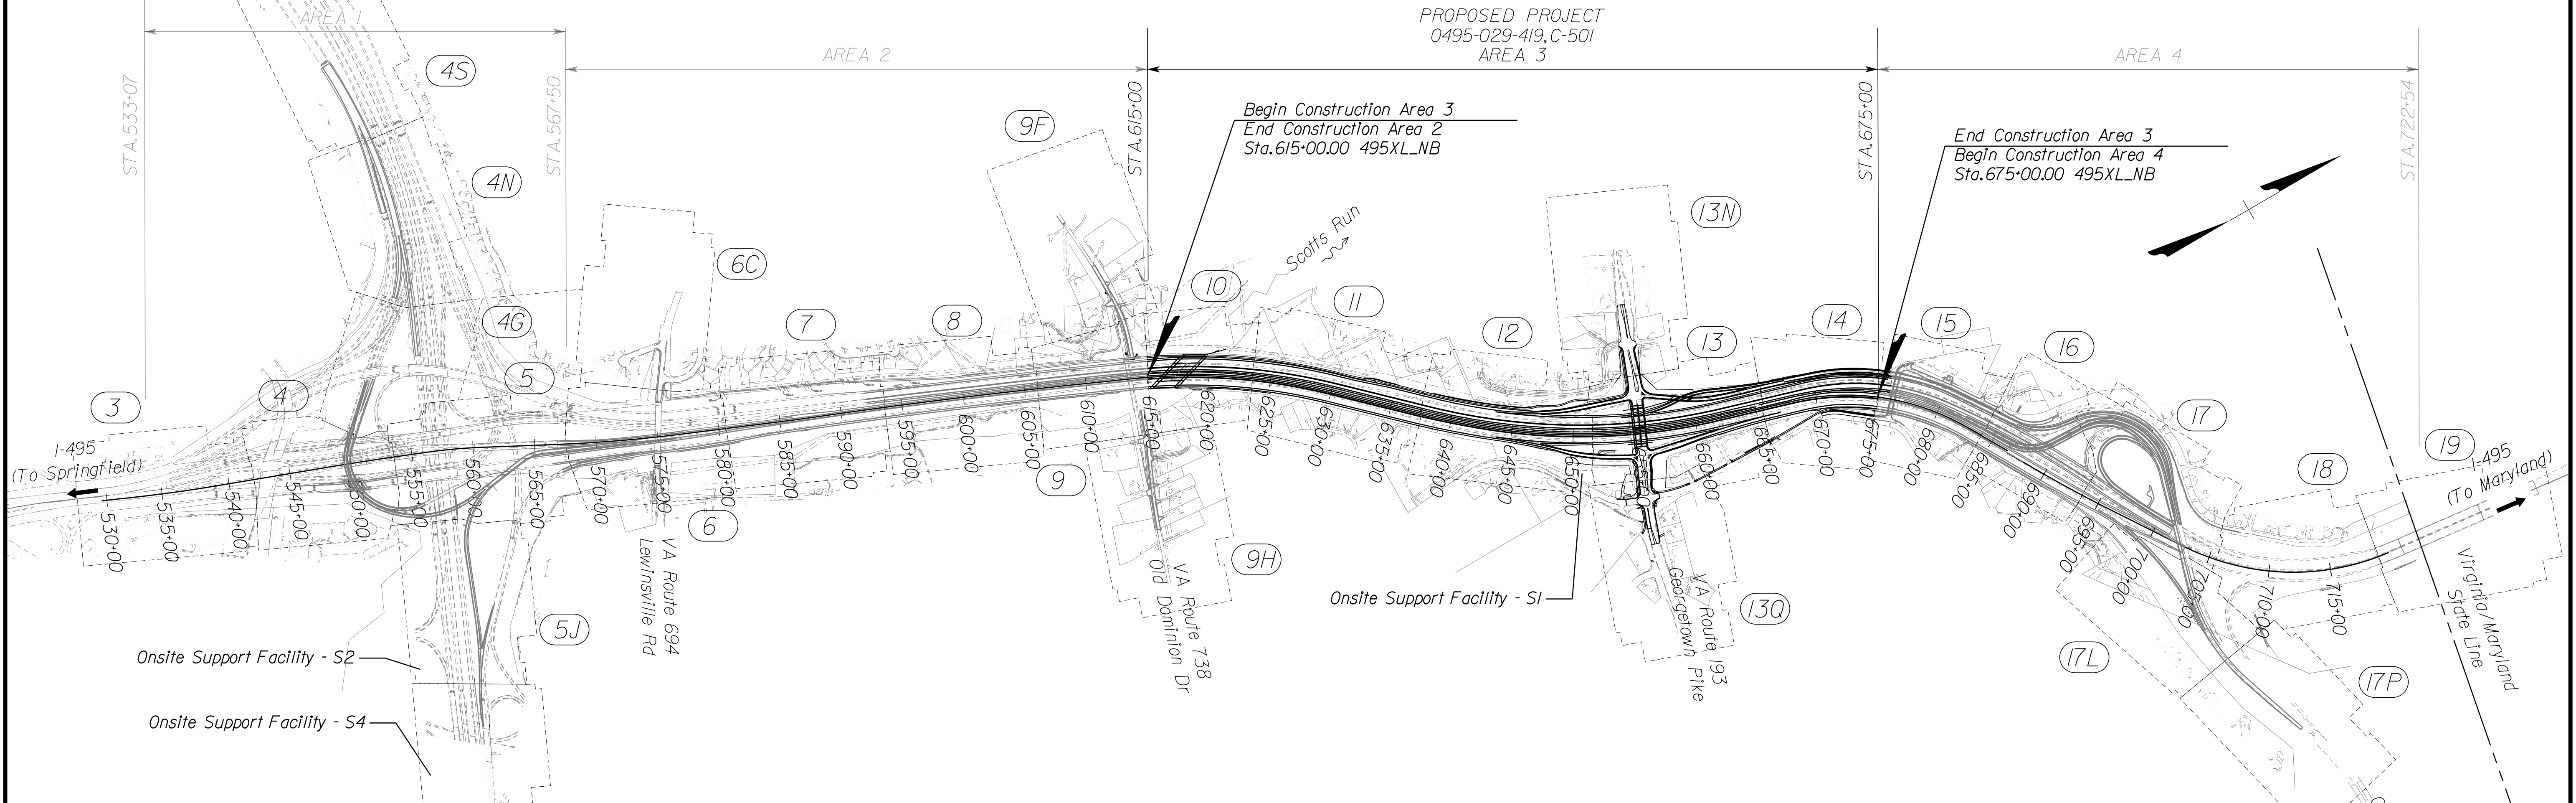 AREA 1
AREA 2
PROPOSED PROJECT
0495-029-419, C-501
AREA 3
AREA 4
STA. 533+07
STA. 567+50
STA. 615+00
STA. 675+00
STA. 722+54
Begin Construction Area 3
End Construction Area 2
Sta. 615+00.00 495XL_NB
End Construction Area 3
Begin Construction Area 4
Sta. 675+00.00 495XL_NB
4S
4N
4G
6C
9F
13N
Scotts Run
3
4
5
7
8
10
11
12
13
14
15
16
17
18
19
I-495
(To Springfield)
I-495
(To Maryland)
530+00
535+00
540+00
545+00
550+00
555+00
560+00
565+00
570+00
575+00
580+00
585+00
590+00
595+00
600+00
605+00
610+00
615+00
620+00
625+00
630+00
635+00
640+00
645+00
650+00
660+00
665+00
670+00
675+00
680+00
685+00
690+00
695+00
700+00
705+00
710+00
715+00
6
9
9H
5J
13Q
17L
17P
VA Route 694
Lewinsville Rd
VA Route 738
Old Dominion Dr
VA Route 193
Georgetown Pike
Virginia/Maryland
State Line
Onsite Support Facility - S1
Onsite Support Facility - S2
Onsite Support Facility - S4